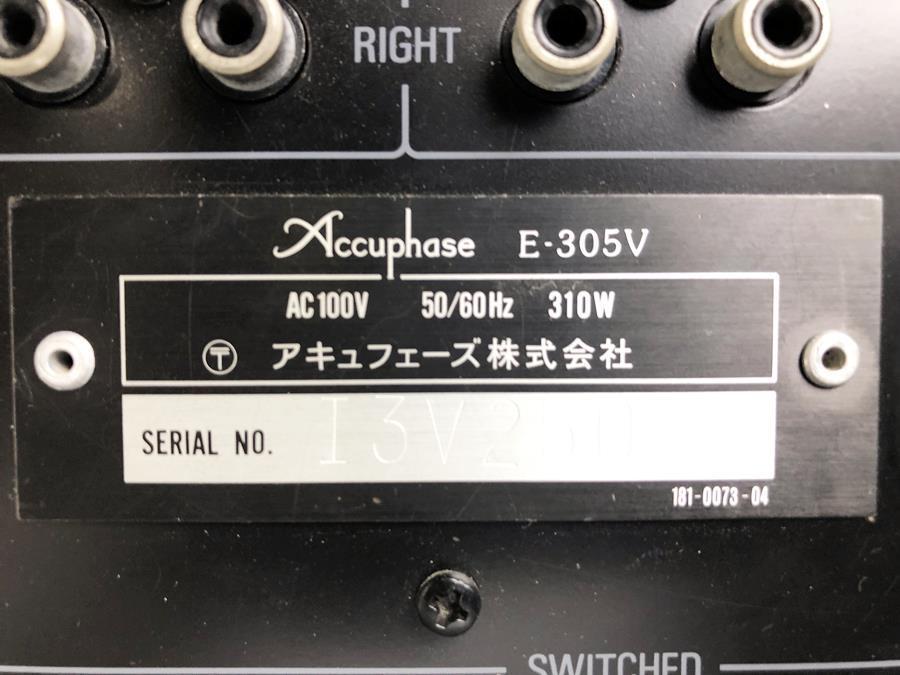 RIGHT
Accuphase E-305V
AC100V 50/60Hz 310W
〒 アキュフェーズ株式会社
SERIAL NO.
181-0073-04
SWITCHED